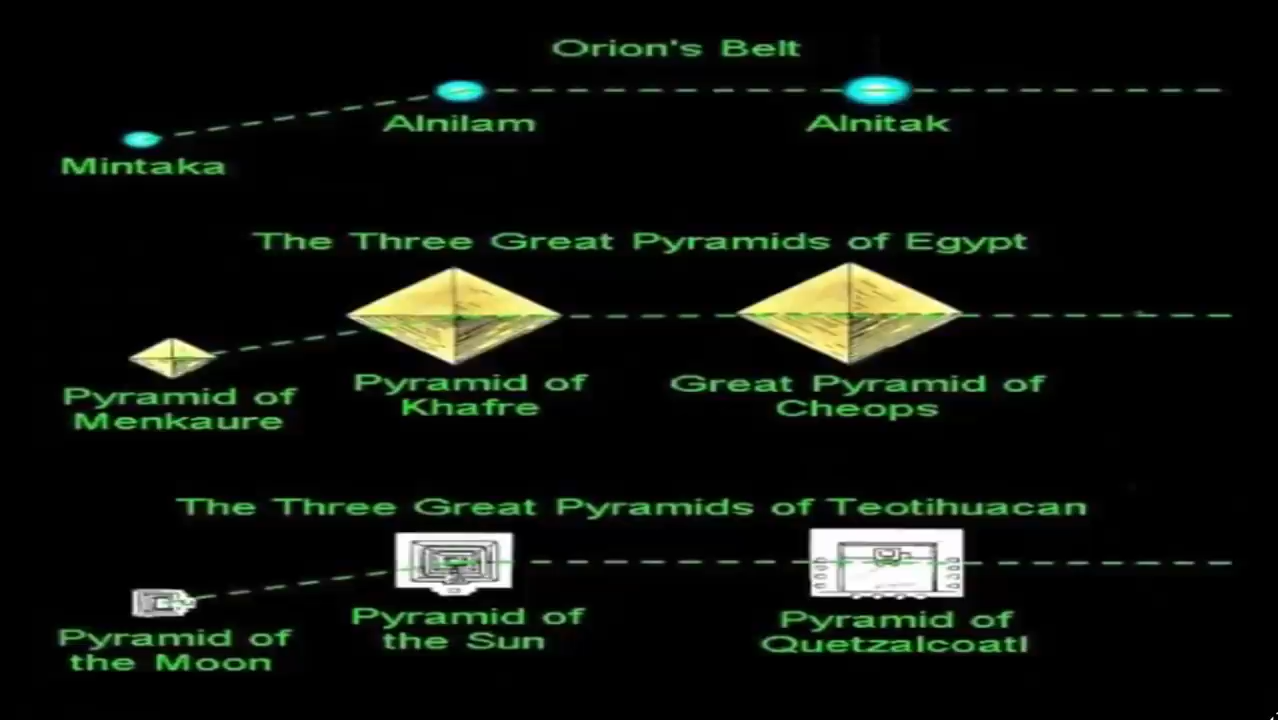 Orion's Belt
Alnilam
Alnitak
Mintaka
The Three Great Pyramids of Egypt
Pyramid of
Menkaure
Pyramid of
Khafre
Great Pyramid of
Cheops
The Three Great Pyramids of Teotihuacan
Pyramid of
the Moon
Pyramid of
the Sun
Pyramid of
Quetzalcoatl